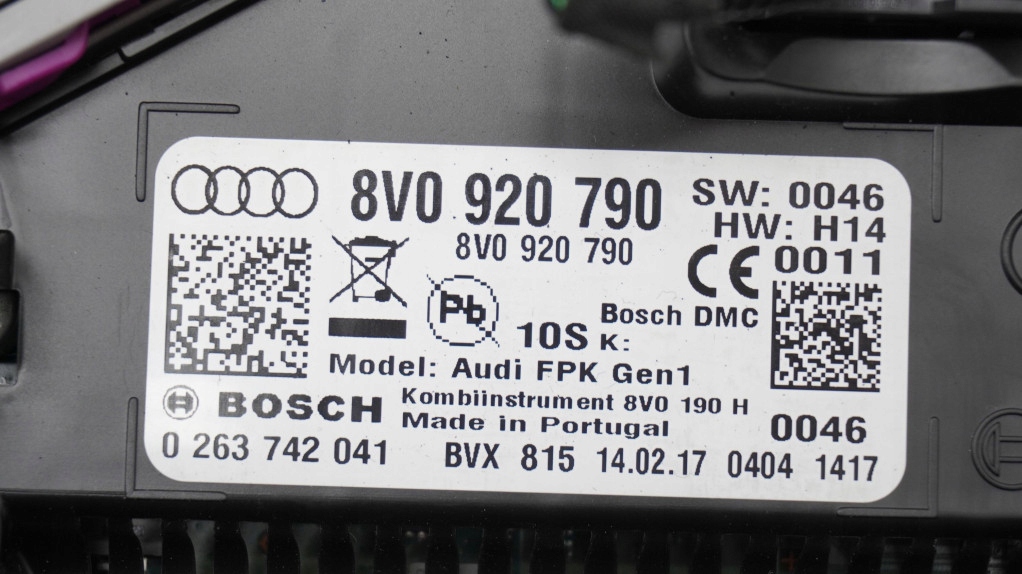 8V0 920 790
SW: 0046
HW: H14
8V0 920 790
CE 0011
Pb
Bosch DMC
10S K:
Model: Audi FPK Gen1
BOSCH
Kombiinstrument 8V0 190 H
Made in Portugal
0046
0 263 742 041
BVX 815 14.02.17 0404 1417